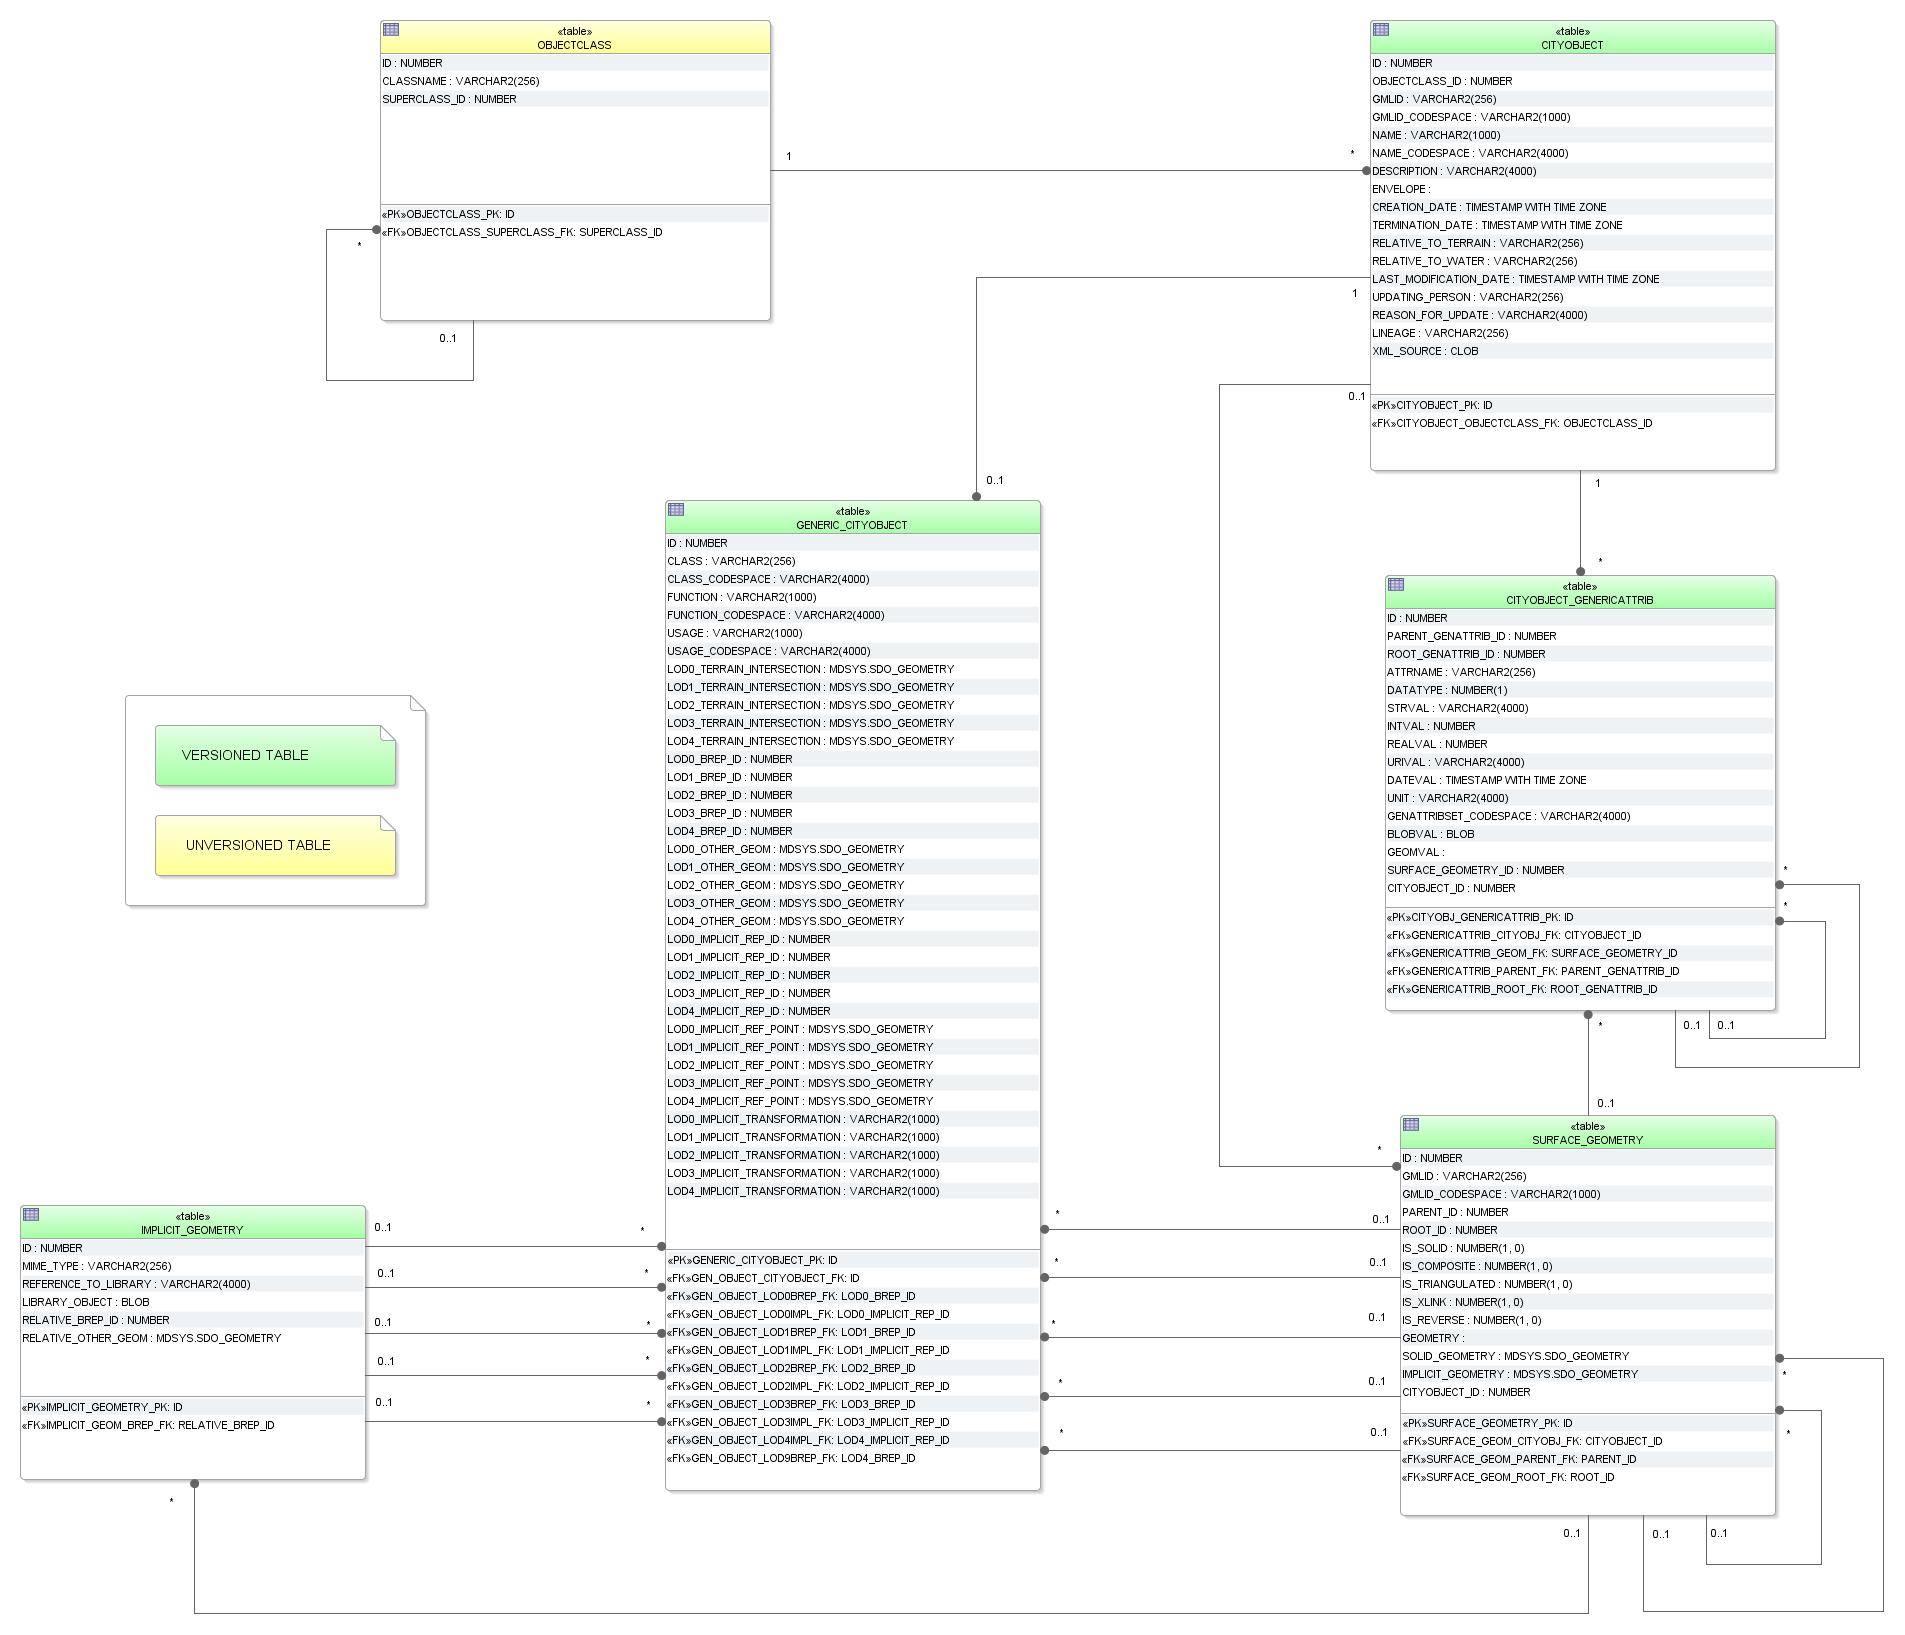 «table»
OBJECTCLASS
ID : NUMBER
CLASSNAME : VARCHAR2(256)
SUPERCLASS_ID : NUMBER
«PK»OBJECTCLASS_PK: ID
«FK»OBJECTCLASS_SUPERCLASS_FK: SUPERCLASS_ID
*
0..1
1
*
«table»
CITYOBJECT
ID : NUMBER
OBJECTCLASS_ID : NUMBER
GMLID : VARCHAR2(256)
GMLID_CODESPACE : VARCHAR2(1000)
NAME : VARCHAR2(1000)
NAME_CODESPACE : VARCHAR2(4000)
DESCRIPTION : VARCHAR2(4000)
ENVELOPE :
CREATION_DATE : TIMESTAMP WITH TIME ZONE
TERMINATION_DATE : TIMESTAMP WITH TIME ZONE
RELATIVE_TO_TERRAIN : VARCHAR2(256)
RELATIVE_TO_WATER : VARCHAR2(256)
LAST_MODIFICATION_DATE : TIMESTAMP WITH TIME ZONE
UPDATING_PERSON : VARCHAR2(256)
REASON_FOR_UPDATE : VARCHAR2(4000)
LINEAGE : VARCHAR2(256)
XML_SOURCE : CLOB
«PK»CITYOBJECT_PK: ID
«FK»CITYOBJECT_OBJECTCLASS_FK: OBJECTCLASS_ID
1
0..1
0..1
1
*
«table»
GENERIC_CITYOBJECT
ID : NUMBER
CLASS : VARCHAR2(256)
CLASS_CODESPACE : VARCHAR2(4000)
FUNCTION : VARCHAR2(1000)
FUNCTION_CODESPACE : VARCHAR2(4000)
USAGE : VARCHAR2(1000)
USAGE_CODESPACE : VARCHAR2(4000)
LOD0_TERRAIN_INTERSECTION : MDSYS.SDO_GEOMETRY
LOD1_TERRAIN_INTERSECTION : MDSYS.SDO_GEOMETRY
LOD2_TERRAIN_INTERSECTION : MDSYS.SDO_GEOMETRY
LOD3_TERRAIN_INTERSECTION : MDSYS.SDO_GEOMETRY
LOD4_TERRAIN_INTERSECTION : MDSYS.SDO_GEOMETRY
LOD0_BREP_ID : NUMBER
LOD1_BREP_ID : NUMBER
LOD2_BREP_ID : NUMBER
LOD3_BREP_ID : NUMBER
LOD4_BREP_ID : NUMBER
LOD0_OTHER_GEOM : MDSYS.SDO_GEOMETRY
LOD1_OTHER_GEOM : MDSYS.SDO_GEOMETRY
LOD2_OTHER_GEOM : MDSYS.SDO_GEOMETRY
LOD3_OTHER_GEOM : MDSYS.SDO_GEOMETRY
LOD4_OTHER_GEOM : MDSYS.SDO_GEOMETRY
LOD0_IMPLICIT_REP_ID : NUMBER
LOD1_IMPLICIT_REP_ID : NUMBER
LOD2_IMPLICIT_REP_ID : NUMBER
LOD3_IMPLICIT_REP_ID : NUMBER
LOD4_IMPLICIT_REP_ID : NUMBER
LOD0_IMPLICIT_REF_POINT : MDSYS.SDO_GEOMETRY
LOD1_IMPLICIT_REF_POINT : MDSYS.SDO_GEOMETRY
LOD2_IMPLICIT_REF_POINT : MDSYS.SDO_GEOMETRY
LOD3_IMPLICIT_REF_POINT : MDSYS.SDO_GEOMETRY
LOD4_IMPLICIT_REF_POINT : MDSYS.SDO_GEOMETRY
LOD0_IMPLICIT_TRANSFORMATION : VARCHAR2(1000)
LOD1_IMPLICIT_TRANSFORMATION : VARCHAR2(1000)
LOD2_IMPLICIT_TRANSFORMATION : VARCHAR2(1000)
LOD3_IMPLICIT_TRANSFORMATION : VARCHAR2(1000)
LOD4_IMPLICIT_TRANSFORMATION : VARCHAR2(1000)
«PK»GENERIC_CITYOBJECT_PK: ID
«FK»GEN_OBJECT_CITYOBJECT_FK: ID
«FK»GEN_OBJECT_LOD0BREP_FK: LOD0_BREP_ID
«FK»GEN_OBJECT_LOD0IMPL_FK: LOD0_IMPLICIT_REP_ID
«FK»GEN_OBJECT_LOD1BREP_FK: LOD1_BREP_ID
«FK»GEN_OBJECT_LOD1IMPL_FK: LOD1_IMPLICIT_REP_ID
«FK»GEN_OBJECT_LOD2BREP_FK: LOD2_BREP_ID
«FK»GEN_OBJECT_LOD2IMPL_FK: LOD2_IMPLICIT_REP_ID
«FK»GEN_OBJECT_LOD3BREP_FK: LOD3_BREP_ID
«FK»GEN_OBJECT_LOD3IMPL_FK: LOD3_IMPLICIT_REP_ID
«FK»GEN_OBJECT_LOD4IMPL_FK: LOD4_IMPLICIT_REP_ID
«FK»GEN_OBJECT_LOD9BREP_FK: LOD4_BREP_ID
«table»
CITYOBJECT_GENERICATTRIB
ID : NUMBER
PARENT_GENATTRIB_ID : NUMBER
ROOT_GENATTRIB_ID : NUMBER
ATTRNAME : VARCHAR2(256)
DATATYPE : NUMBER(1)
STRVAL : VARCHAR2(4000)
INTVAL : NUMBER
REALVAL : NUMBER
URIVAL : VARCHAR2(4000)
DATEVAL : TIMESTAMP WITH TIME ZONE
UNIT : VARCHAR2(4000)
GENATTRIBSET_CODESPACE : VARCHAR2(4000)
BLOBVAL : BLOB
GEOMVAL :
SURFACE_GEOMETRY_ID : NUMBER
CITYOBJECT_ID : NUMBER
«PK»CITYOBJ_GENERICATTRIB_PK: ID
«FK»GENERICATTRIB_CITYOBJ_FK: CITYOBJECT_ID
«FK»GENERICATTRIB_GEOM_FK: SURFACE_GEOMETRY_ID
«FK»GENERICATTRIB_PARENT_FK: PARENT_GENATTRIB_ID
«FK»GENERICATTRIB_ROOT_FK: ROOT_GENATTRIB_ID
*
*
* 0..1 0..1
0..1
*
VERSIONED TABLE
UNVERSIONED TABLE
«table»
SURFACE_GEOMETRY
ID : NUMBER
GMLID : VARCHAR2(256)
GMLID_CODESPACE : VARCHAR2(1000)
PARENT_ID : NUMBER
ROOT_ID : NUMBER
IS_SOLID : NUMBER(1, 0)
IS_COMPOSITE : NUMBER(1, 0)
IS_TRIANGULATED : NUMBER(1, 0)
IS_XLINK : NUMBER(1, 0)
IS_REVERSE : NUMBER(1, 0)
GEOMETRY :
SOLID_GEOMETRY : MDSYS.SDO_GEOMETRY
IMPLICIT_GEOMETRY : MDSYS.SDO_GEOMETRY
CITYOBJECT_ID : NUMBER
«PK»SURFACE_GEOMETRY_PK: ID
«FK»SURFACE_GEOM_CITYOBJ_FK: CITYOBJECT_ID
«FK»SURFACE_GEOM_PARENT_FK: PARENT_ID
«FK»SURFACE_GEOM_ROOT_FK: ROOT_ID
*
*
0..1 0..1 0..1
* 0..1
* 0..1
* 0..1
* 0..1
* 0..1
«table»
IMPLICIT_GEOMETRY
ID : NUMBER
MIME_TYPE : VARCHAR2(256)
REFERENCE_TO_LIBRARY : VARCHAR2(4000)
LIBRARY_OBJECT : BLOB
RELATIVE_BREP_ID : NUMBER
RELATIVE_OTHER_GEOM : MDSYS.SDO_GEOMETRY
«PK»IMPLICIT_GEOMETRY_PK: ID
«FK»IMPLICIT_GEOM_BREP_FK: RELATIVE_BREP_ID
0..1 *
0..1 *
0..1 *
0..1 *
0..1 *
*